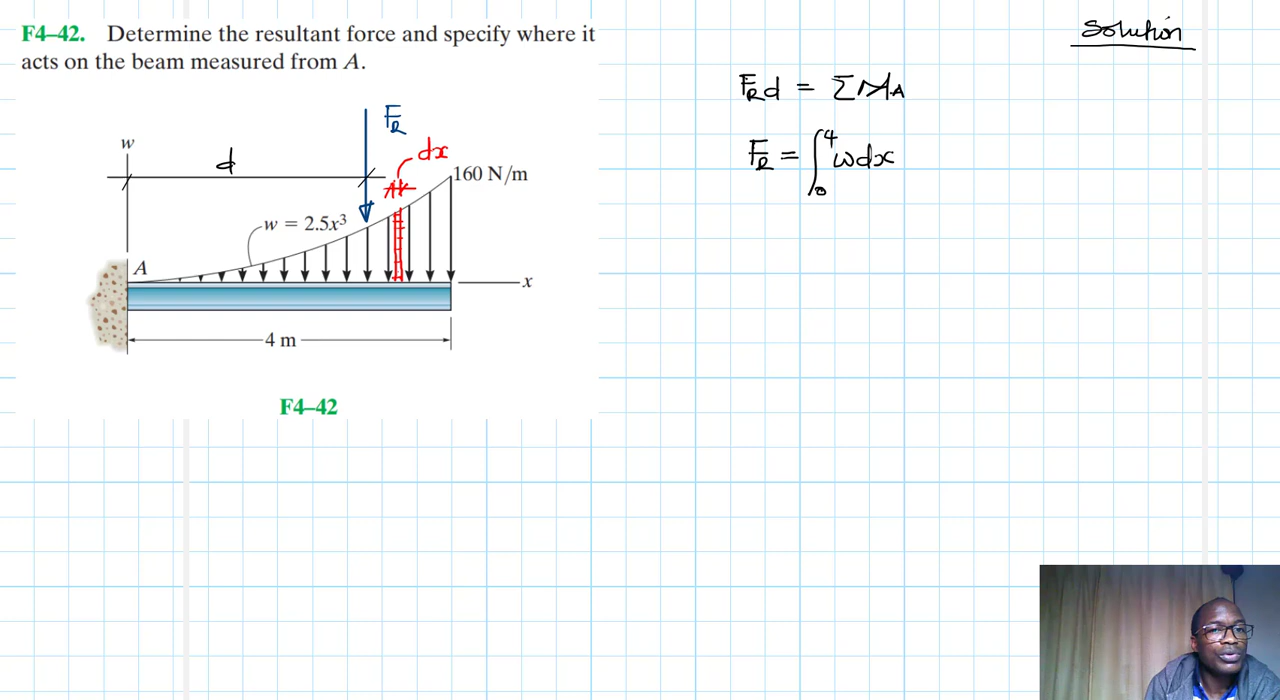 F4–42. Determine the resultant force and specify where it
acts on the beam measured from A.
Solution
F_R d = ΣM_A
F_R = ∫₀⁴ w dx
F_R
dx
w
d
160 N/m
w = 2.5x³
A
x
4 m
F4–42